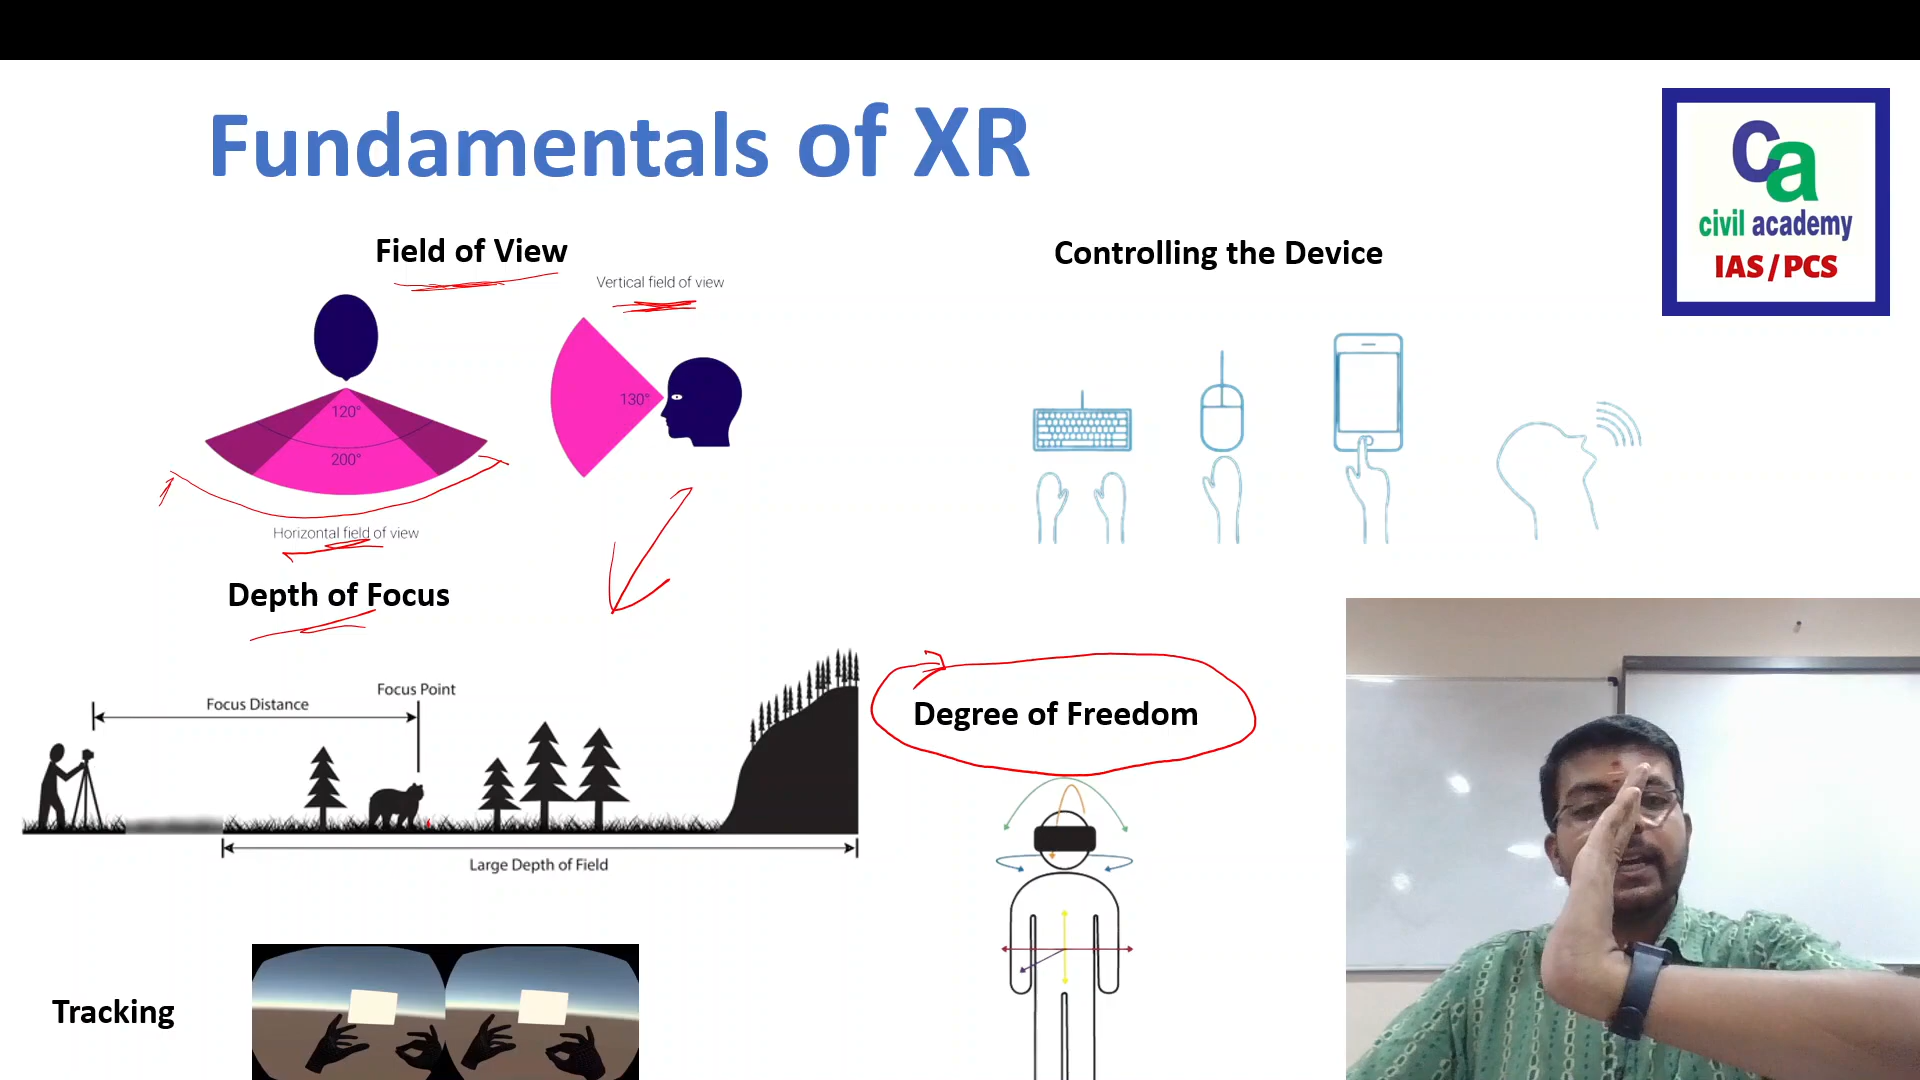 Fundamentals of XR
ca
civil academy
IAS/PCS
Field of View
Vertical field of view
120°
200°
130°
Horizontal field of view
Controlling the Device
Depth of Focus
Focus Distance
Focus Point
Large Depth of Field
Degree of Freedom
Tracking